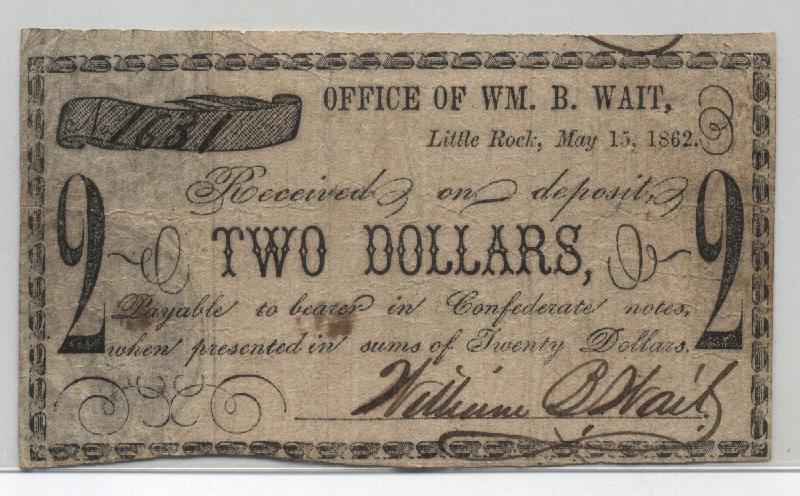 OFFICE OF WM. B. WAIT,
1631
Little Rock, May 15, 1862.
Received on deposit,
2 TWO DOLLARS, 2
Payable to bearer in Confederate notes,
when presented in sums of Twenty Dollars.
William B. Wait